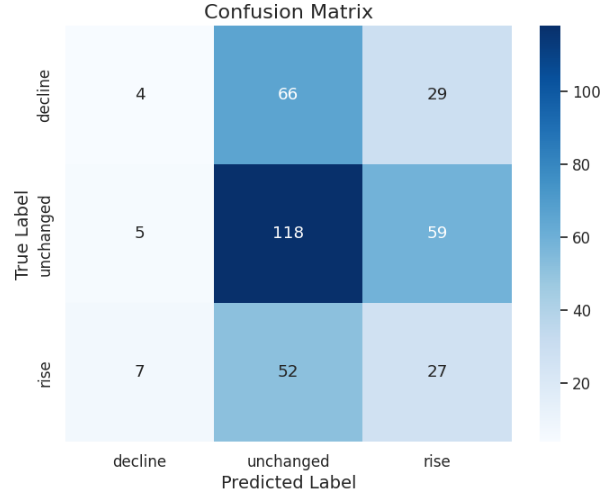 Confusion Matrix
decline
4
66
29
unchanged
5
118
59
rise
7
52
27
decline
unchanged
rise
Predicted Label
True Label
100
80
60
40
20